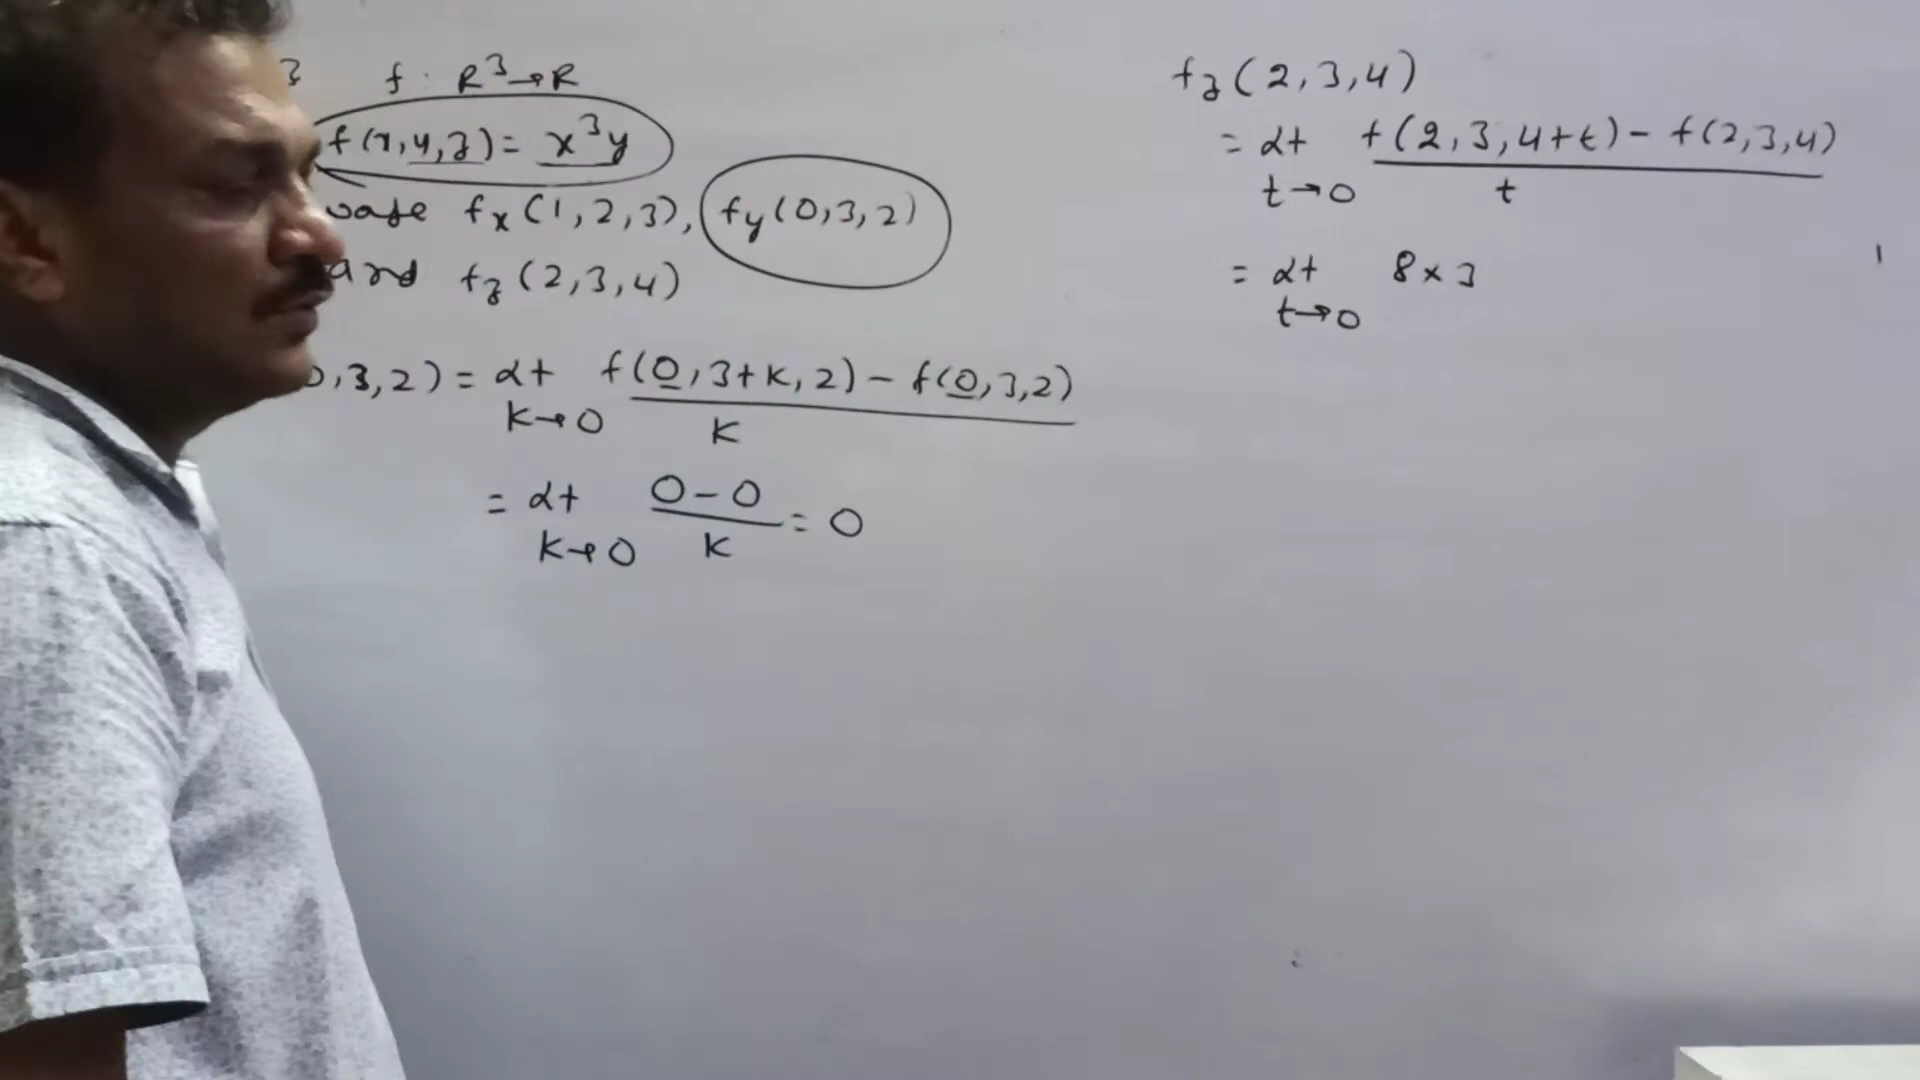 3 f : R³→R
f(x,y,z) = x³y
fₓ(1,2,3), f_y(0,3,2)
and f_z(2,3,4)
0,3,2) = Lt f(0,3+k,2) - f(0,3,2)
k→0 k
= Lt 0-0 = 0
k→0 k
f_z(2,3,4)
= Lt f(2,3,4+t) - f(2,3,4)
t→0 t
= Lt 8×3
t→0